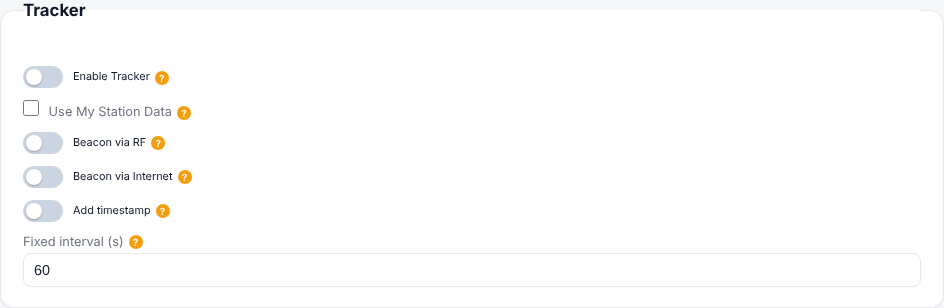 Tracker
Enable Tracker ?
Use My Station Data ?
Beacon via RF ?
Beacon via Internet ?
Add timestamp ?
Fixed interval (s) ?
60